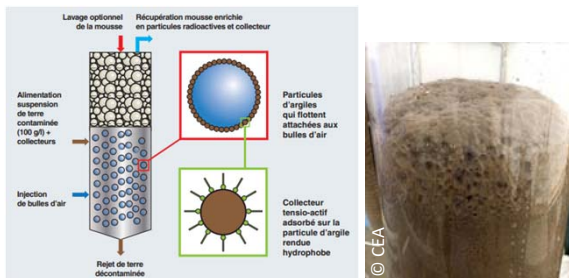 Lavage optionnel
de la mousse
Récupération mousse enrichie
en particules radioactives et collecteur
Alimentation
suspension
de terre
contaminée
(100 g/l) +
collecteurs
Injection
de bulles d'air
Rejet de terre
décontaminée
Particules
d'argiles
qui flottent
attachées aux
bulles d'air
Collecteur
tensio-actif
adsorbé sur la
particule d'argile
rendue
hydrophobe
© CEA